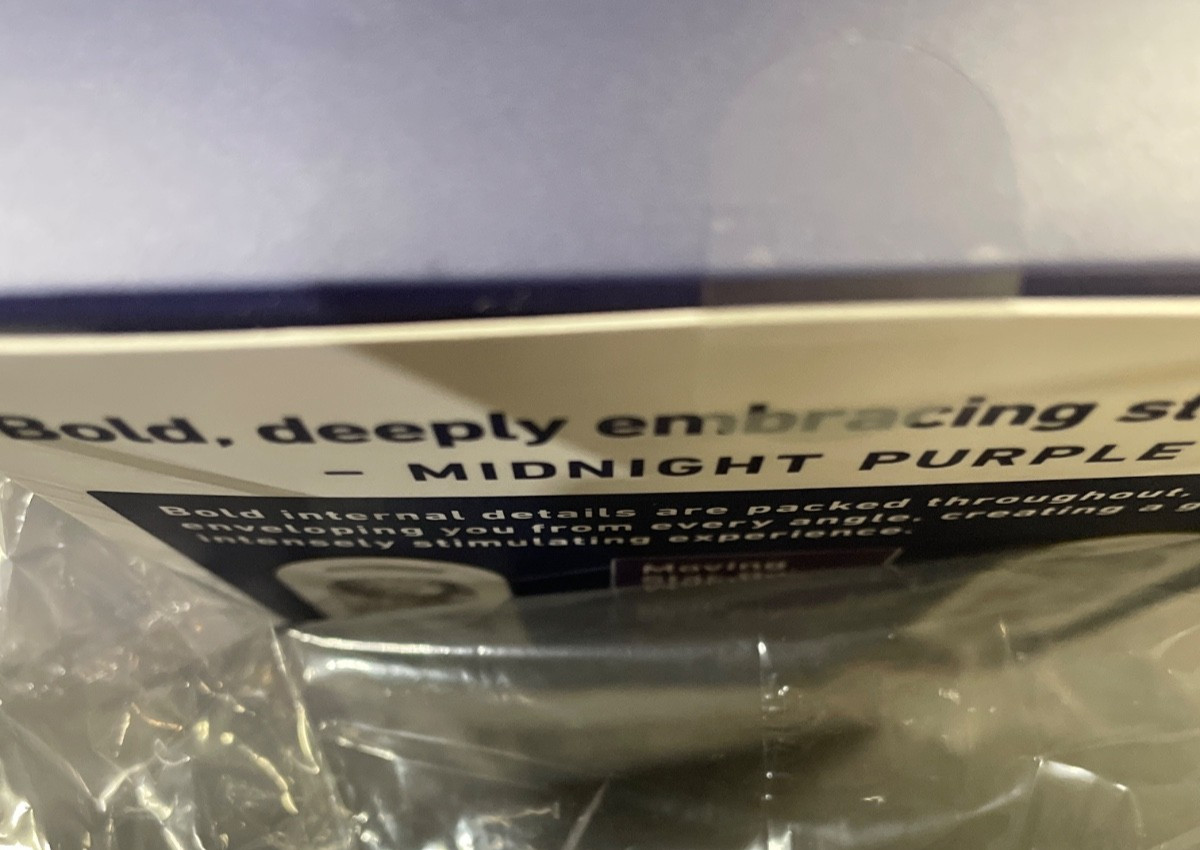 Bold, deeply embracing st
– MIDNIGHT PURPLE
Bold internal details are packed throughout,
enveloping you from every angle, creating a g
intensely stimulating experience.
Moving